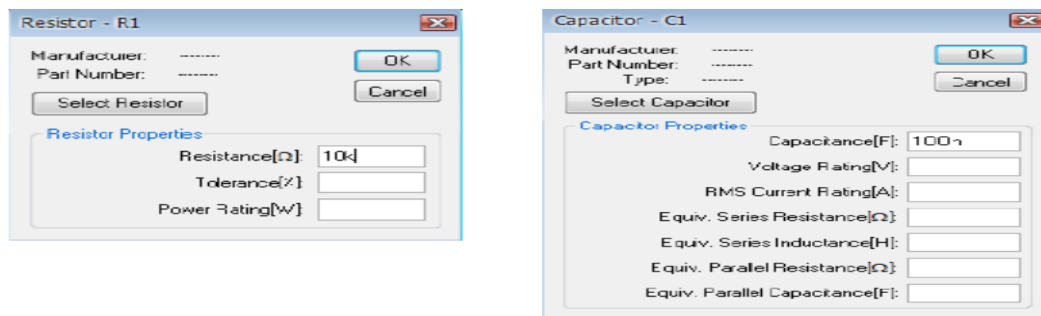 Resistor - R1
Manufacturer: --------
Part Number: --------
OK
Cancel
Select Resistor
Resistor Properties
Resistance[Ω]: 10k
Tolerance[%]:
Power Rating[W]:
Capacitor - C1
Manufacturer: --------
Part Number: --------
Type: --------
OK
Cancel
Select Capacitor
Capacitor Properties
Capacitance[F]: 100n
Voltage Rating[V]:
RMS Current Rating[A]:
Equiv. Series Resistance[Ω]:
Equiv. Series Inductance[H]:
Equiv. Parallel Resistance[Ω]:
Equiv. Parallel Capacitance[F]: